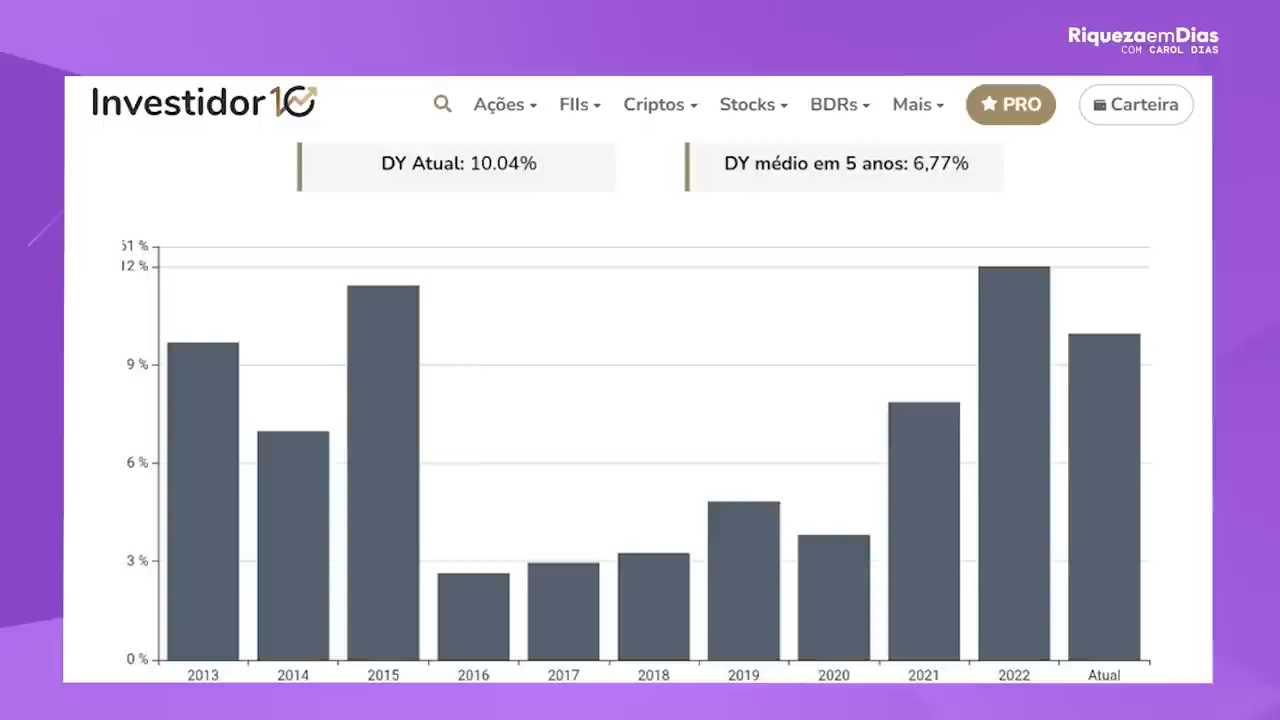 RiquezaemDias
COM CAROL DIAS
Investidor10
Ações
FIIs
Criptos
Stocks
BDRs
Mais
PRO
Carteira
DY Atual: 10.04%
DY médio em 5 anos: 6,77%
51 %
12 %
9 %
6 %
3 %
0 %
2013 2014 2015 2016 2017 2018 2019 2020 2021 2022 Atual